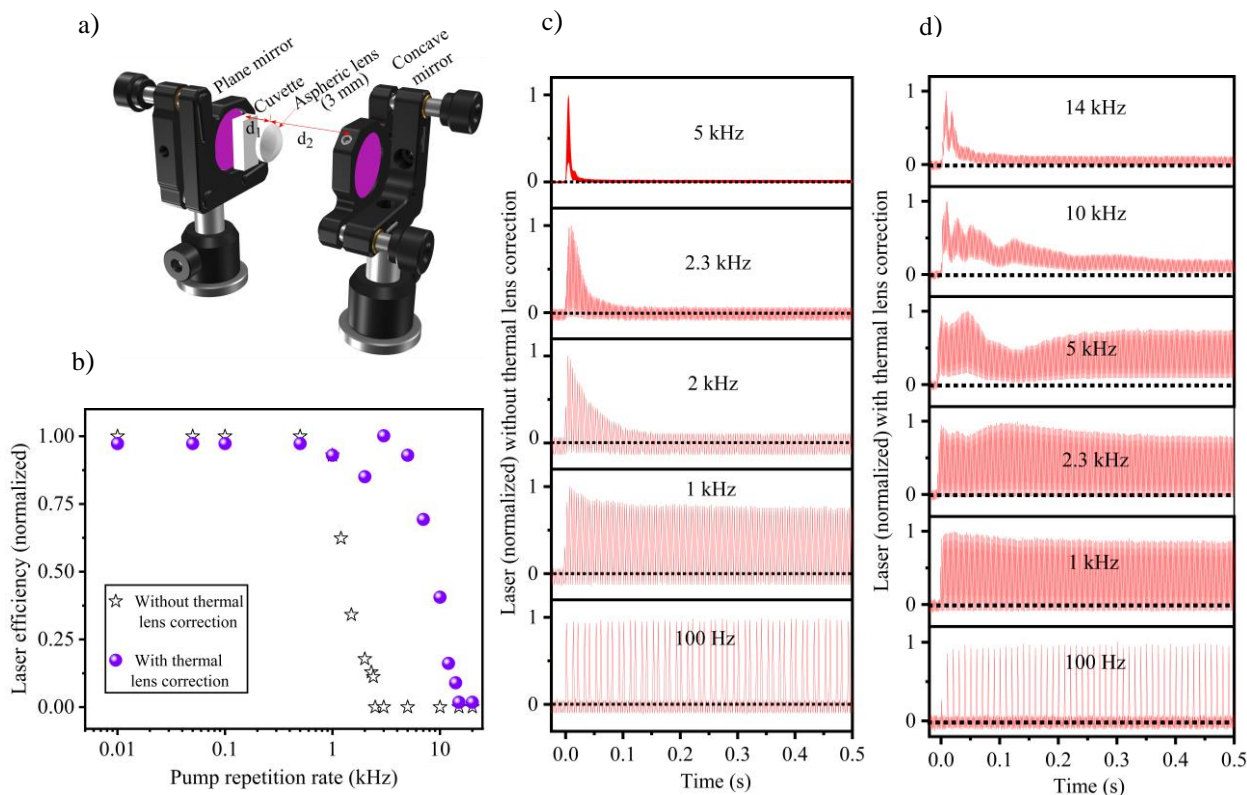 a)
Plane mirror
Cuvette
Aspheric lens
(3 mm)
Concave
mirror
d1
d2
b)
Laser efficiency (normalized)
1.00
0.75
0.50
0.25
0.00
Without thermal
lens correction
With thermal
lens correction
0.01
0.1
1
10
Pump repetition rate (kHz)
c)
Laser (normalized) without thermal lens correction
1
0
5 kHz
1
0
2.3 kHz
1
0
2 kHz
1
0
1 kHz
1
0
100 Hz
0.0
0.1
0.2
0.3
0.4
0.5
Time (s)
d)
Laser (normalized) with thermal lens correction
1
0
14 kHz
1
0
10 kHz
1
0
5 kHz
1
0
2.3 kHz
1
0
1 kHz
1
0
100 Hz
0.0
0.1
0.2
0.3
0.4
0.5
Time (s)